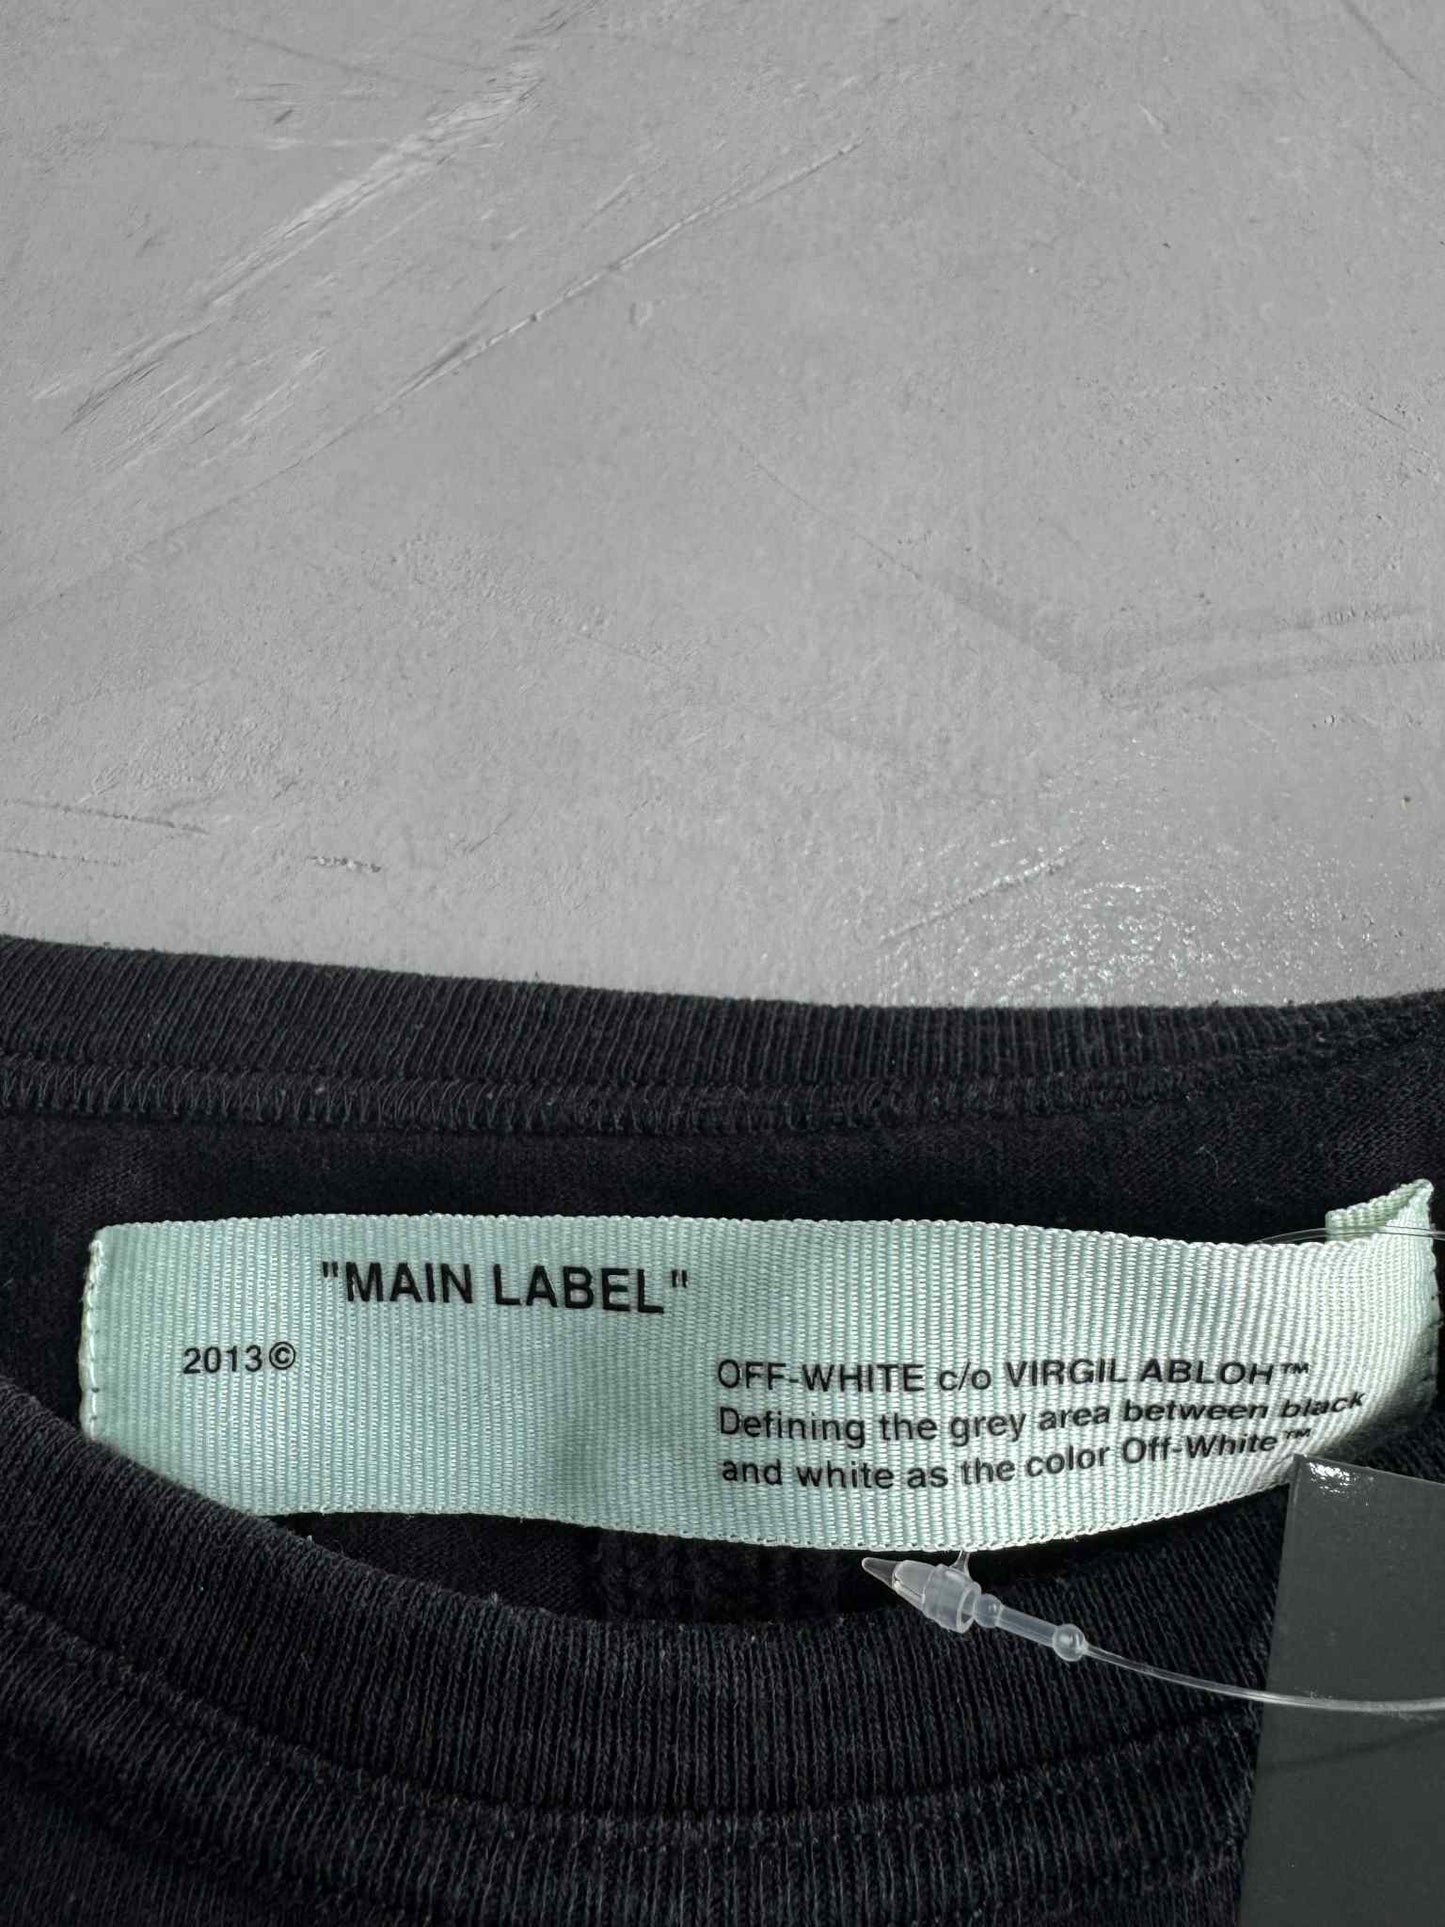 "MAIN LABEL"
2013©
OFF-WHITE c/o VIRGIL ABLOH™
Defining the grey area between black
and white as the color Off-White™